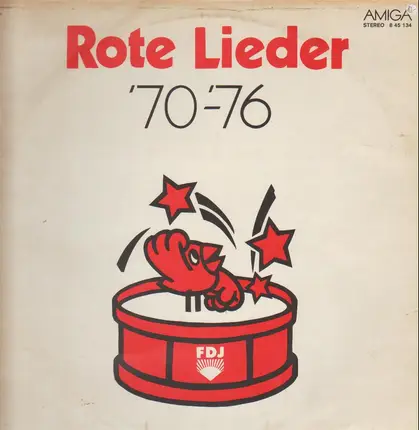 AMIGA
STEREO 8 45 134
Rote Lieder
'70-'76
FDJ